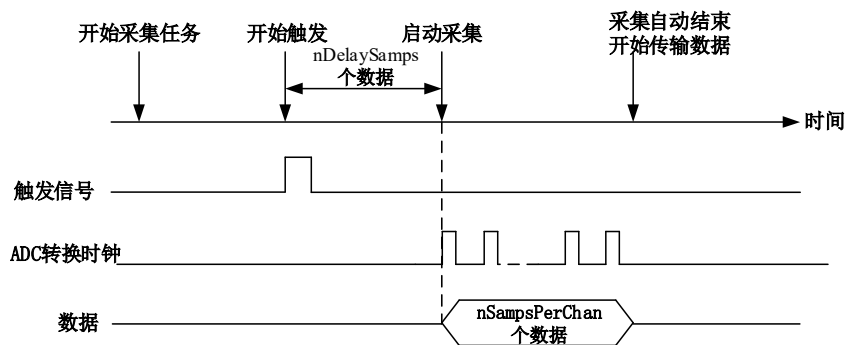 开始采集任务
开始触发
启动采集
采集自动结束
开始传输数据
nDelaySamps
个数据
时间
触发信号
ADC转换时钟
数据
nSampsPerChan
个数据